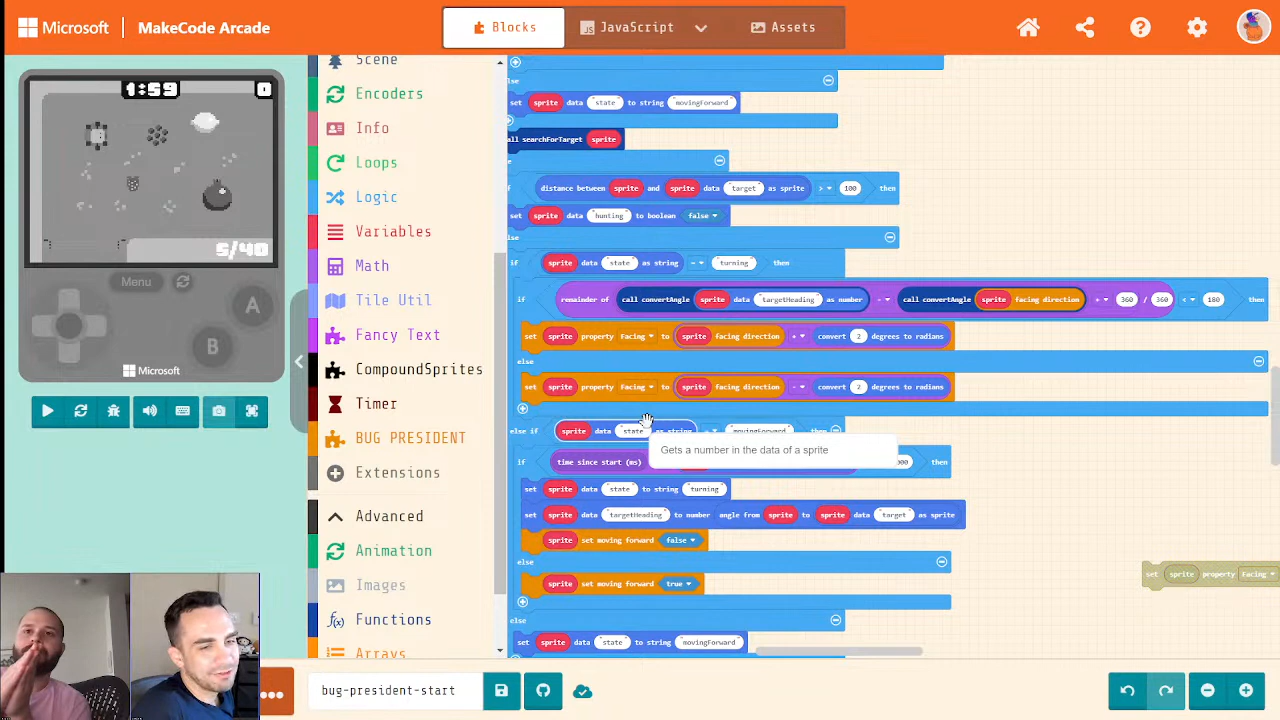 Microsoft
MakeCode Arcade
Blocks
JavaScript
Assets
1:59
0
5/40
Menu
A
B
Microsoft
Scene
Encoders
Info
Loops
Logic
Variables
Math
Tile Util
Fancy Text
CompoundSprites
Timer
BUG PRESIDENT
Extensions
Advanced
Animation
Images
Functions
Arrays
set sprite data state to string movingForward
searchForTarget sprite
distance between sprite and sprite data target as sprite > 100 then
set sprite data hunting to boolean false
if sprite data state as string = turning then
if remainder of call convertAngle sprite data targetHeading as number - call convertAngle sprite facing direction + 360 / 360 < 180 then
set sprite property Facing to sprite facing direction + convert 2 degrees to radians
else
set sprite property Facing to sprite facing direction - convert 2 degrees to radians
else if sprite data state as string = movingForward then
Gets a number in the data of a sprite
if time since start (ms) then
set sprite data state to string turning
set sprite data targetHeading to number angle from sprite to sprite data target as sprite
sprite set moving forward false
else
sprite set moving forward true
else
set sprite data state to string movingForward
set sprite property Facing
bug-president-start